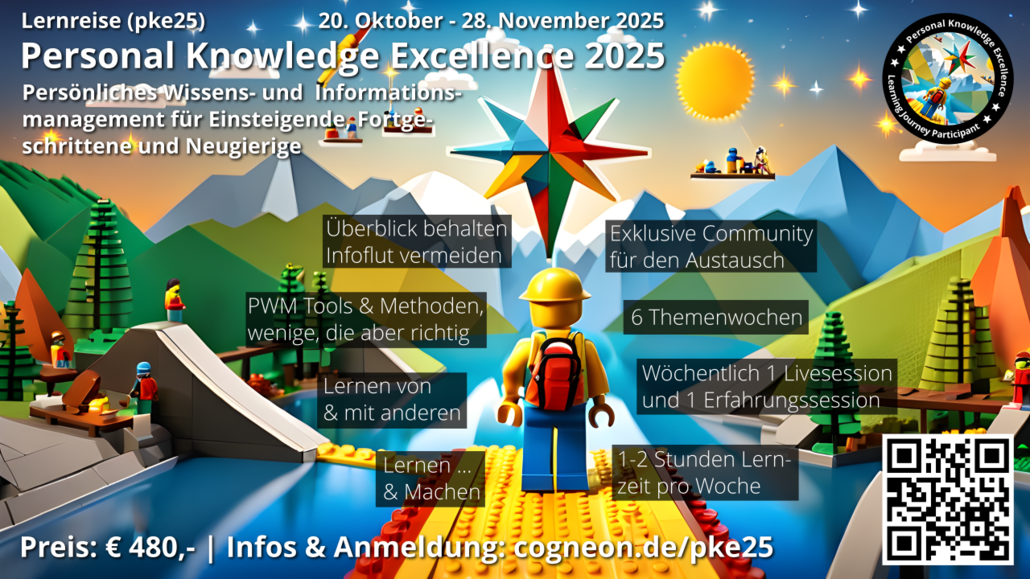 Lernreise (pke25)
20. Oktober - 28. November 2025
Personal Knowledge Excellence 2025
Persönliches Wissens- und Informations-
management für Einsteigende, Fortge-
schrittene und Neugierige
Personal Knowledge Excellence
Learning Journey Participant
Überblick behalten
Infoflut vermeiden
Exklusive Community
für den Austausch
PWM Tools & Methoden,
wenige, die aber richtig
6 Themenwochen
Lernen von
& mit anderen
Wöchentlich 1 Livesession
und 1 Erfahrungssession
Lernen ...
& Machen
1-2 Stunden Lern-
zeit pro Woche
Preis: € 480,- | Infos & Anmeldung: cogneon.de/pke25